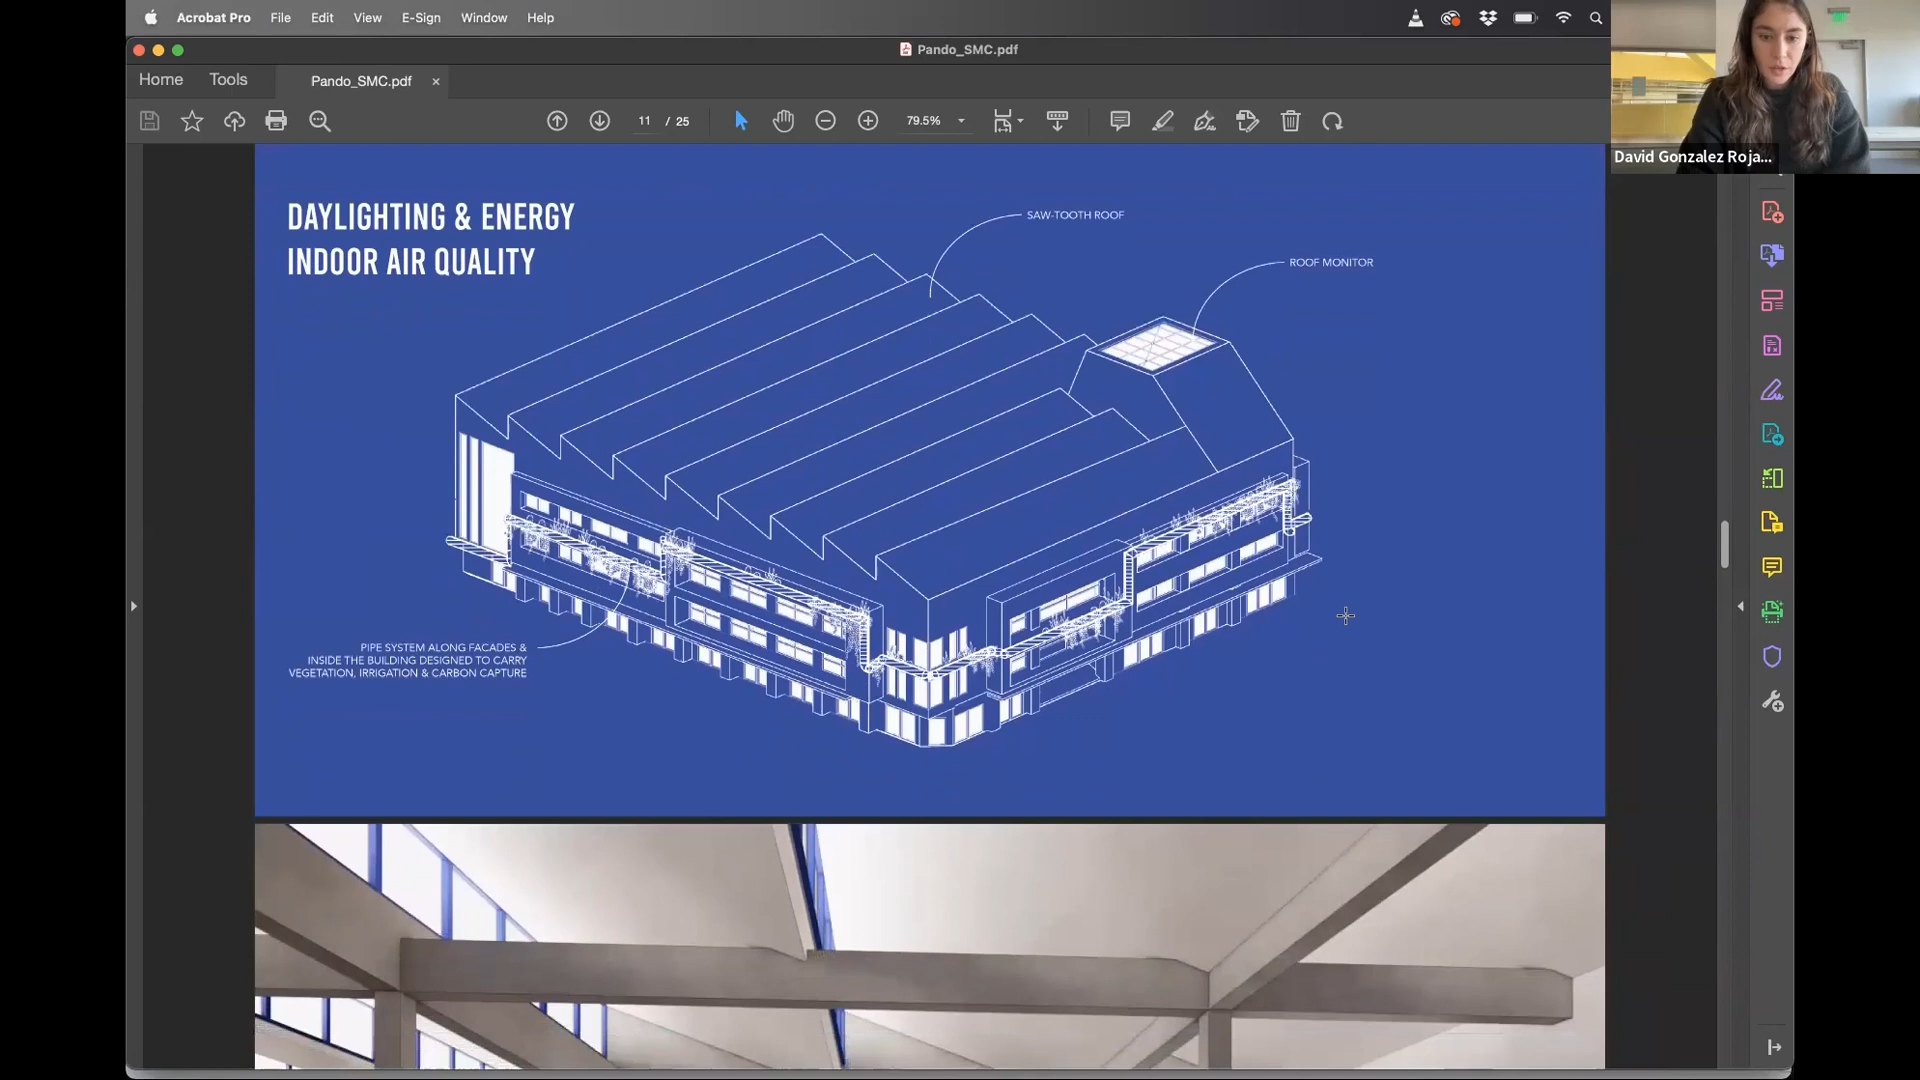 Acrobat Pro File Edit View E-Sign Window Help
Pando_SMC.pdf
Home Tools Pando_SMC.pdf ×
11 / 25 79.5%
David Gonzalez Roja...
DAYLIGHTING & ENERGY
INDOOR AIR QUALITY
SAW-TOOTH ROOF
ROOF MONITOR
PIPE SYSTEM ALONG FACADES &
INSIDE THE BUILDING DESIGNED TO CARRY
VEGETATION, IRRIGATION & CARBON CAPTURE